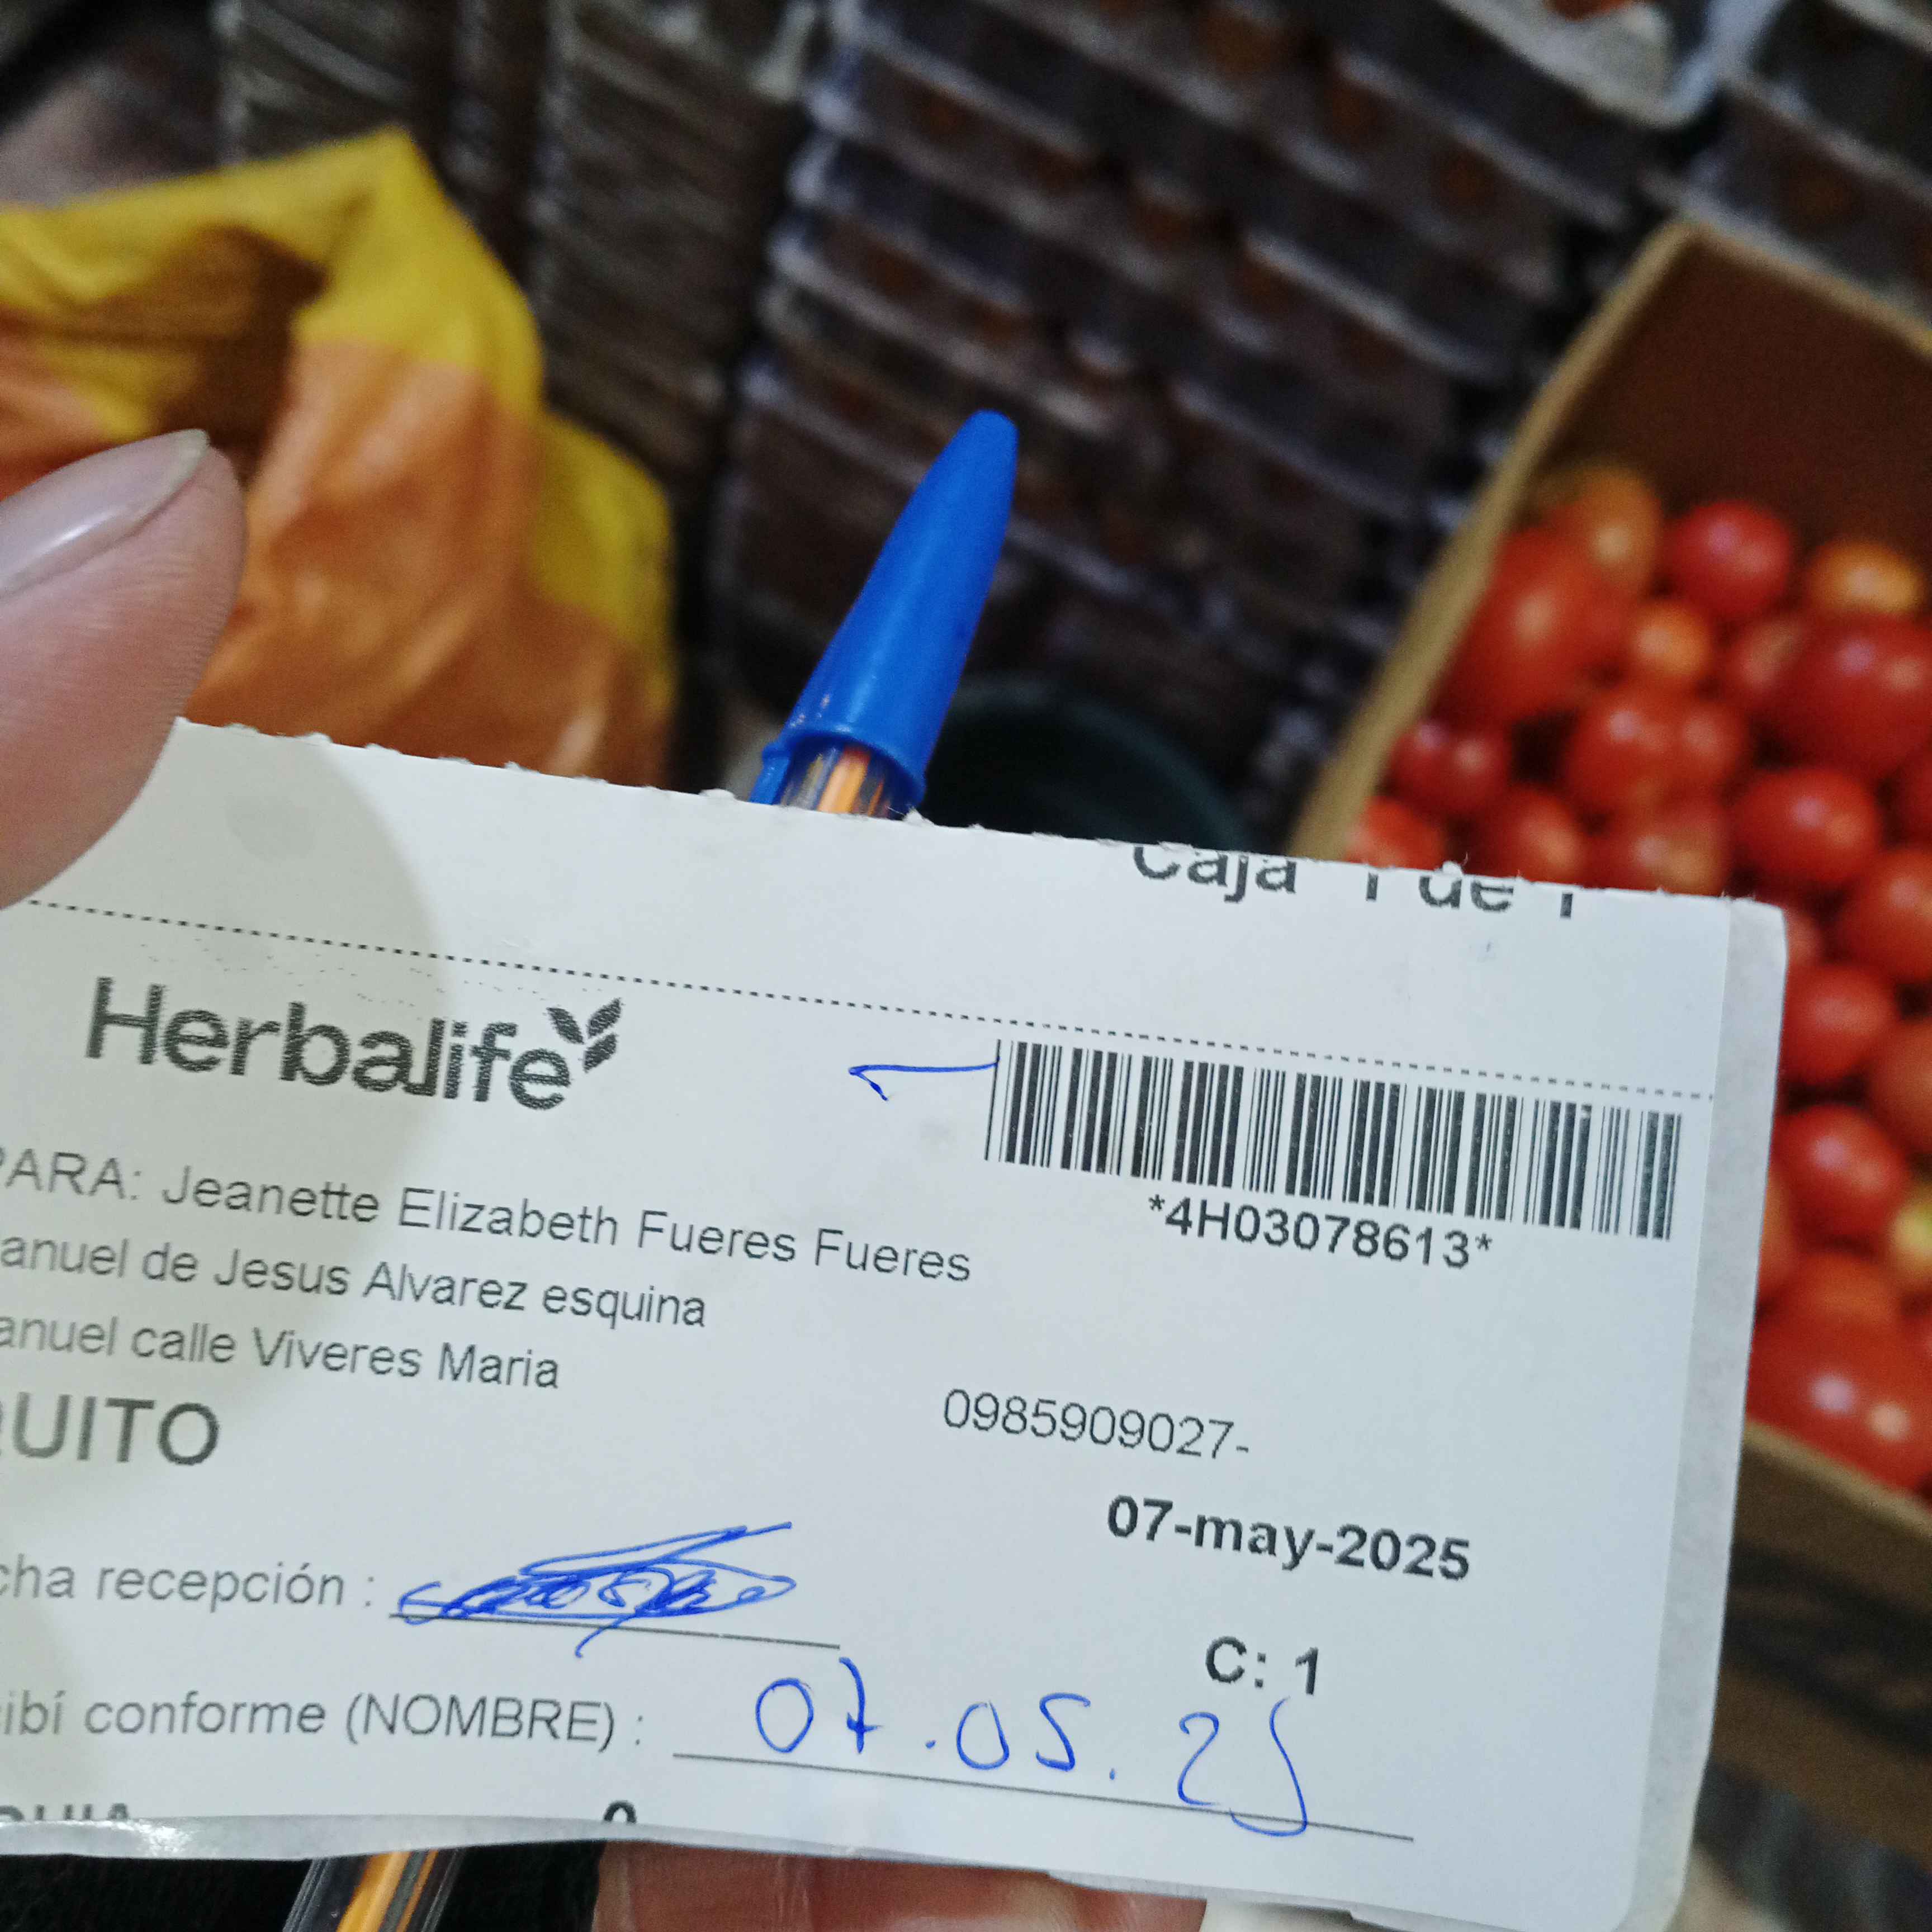 Caja 1 de 1
Herbalife
*4H03078613*
PARA: Jeanette Elizabeth Fueres Fueres
anuel de Jesus Alvarez esquina
anuel calle Viveres Maria
QUITO
0985909027-
07-may-2025
cha recepción :
C: 1
ibí conforme (NOMBRE) : 07.05.25